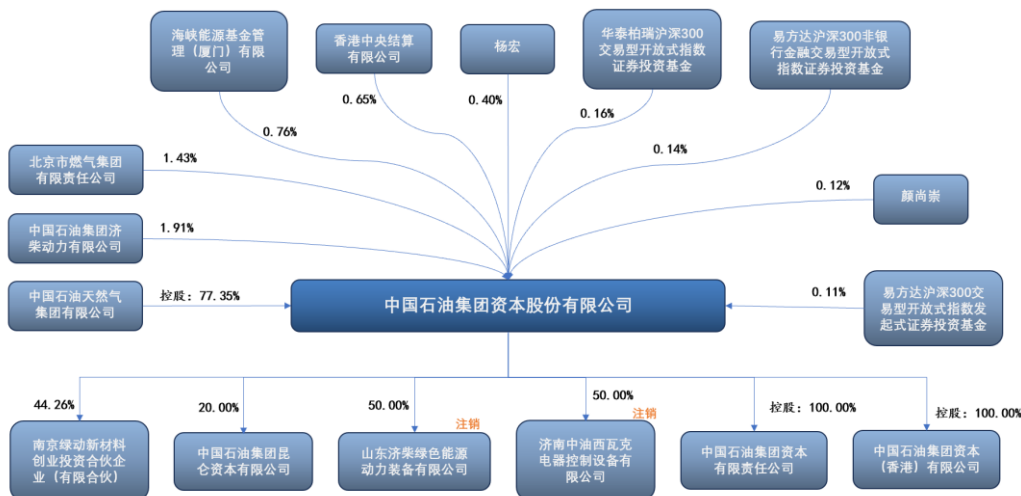 海峡能源基金管
理（厦门）有限
公司
香港中央结算
有限公司
杨宏
华泰柏瑞沪深300
交易型开放式指数
证券投资基金
易方达沪深300非银
行金融交易型开放式
指数证券投资基金
0.76%
0.65%
0.40%
0.16%
0.14%
北京市燃气集团
有限责任公司
1.43%
0.12%
颜尚崇
中国石油集团济
柴动力有限公司
1.91%
中国石油天然气
集团有限公司
控股：77.35%
中国石油集团资本股份有限公司
0.11%
易方达沪深300交
易型开放式指数发
起式证券投资基金
44.26%
20.00%
50.00%
注销
50.00%
注销
控股：100.00%
控股：100.00%
南京绿动新材料
创业投资合伙企
业（有限合伙）
中国石油集团昆
仑资本有限公司
山东济柴绿色能源
动力装备有限公司
济南中油西瓦克
电器控制设备有
限公司
中国石油集团资本
有限责任公司
中国石油集团资本
（香港）有限公司